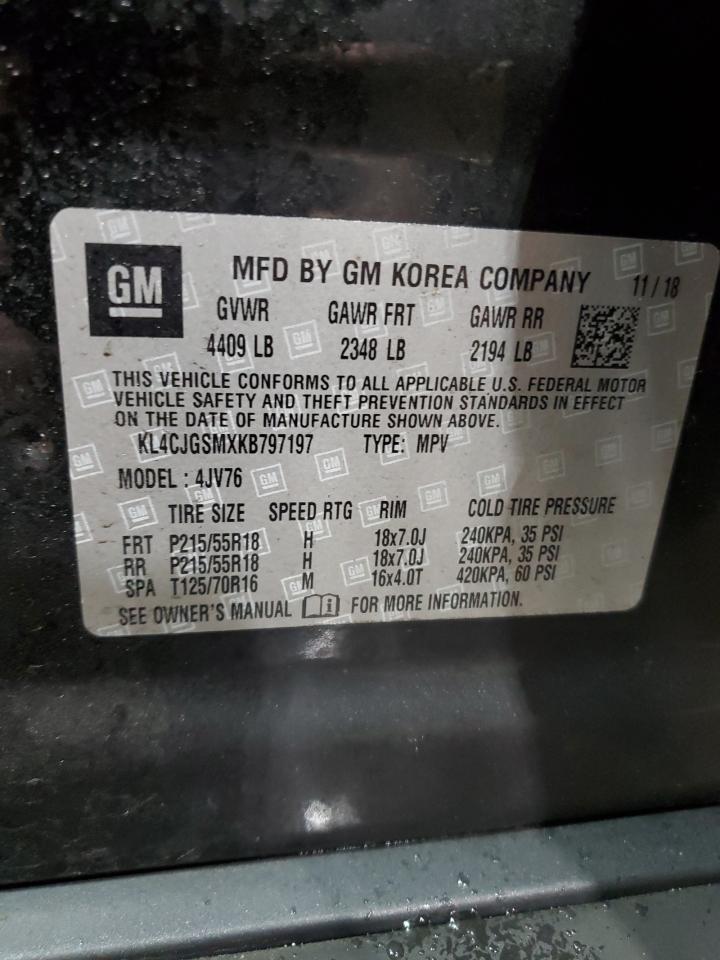 GM MFD BY GM KOREA COMPANY 11/18
GVWR GAWR FRT GAWR RR
4409 LB 2348 LB 2194 LB
THIS VEHICLE CONFORMS TO ALL APPLICABLE U.S. FEDERAL MOTOR
VEHICLE SAFETY AND THEFT PREVENTION STANDARDS IN EFFECT
ON THE DATE OF MANUFACTURE SHOWN ABOVE.
KL4CJGSMXKB797197 TYPE: MPV
MODEL : 4JV76
TIRE SIZE SPEED RTG RIM COLD TIRE PRESSURE
FRT P215/55R18 H 18x7.0J 240KPA, 35 PSI
RR P215/55R18 H 18x7.0J 240KPA, 35 PSI
SPA T125/70R16 M 16x4.0T 420KPA, 60 PSI
SEE OWNER'S MANUAL FOR MORE INFORMATION.